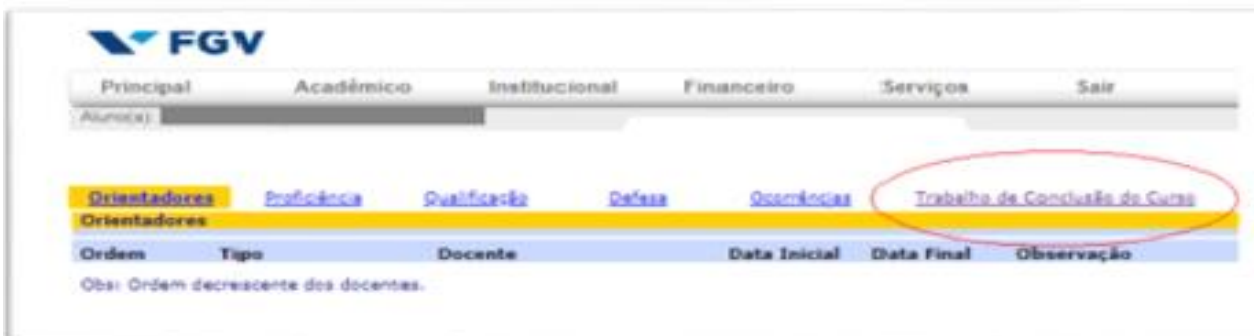 FGV
Principal Acadêmico Institucional Financeiro Serviços Sair
Aluno(a):
Orientadores Proficiência Qualificação Defesa Ocorrências Trabalho de Conclusão do Curso
Orientadores
Ordem Tipo Docente Data Inicial Data Final Observação
Obs: Ordem decrescente dos docentes.